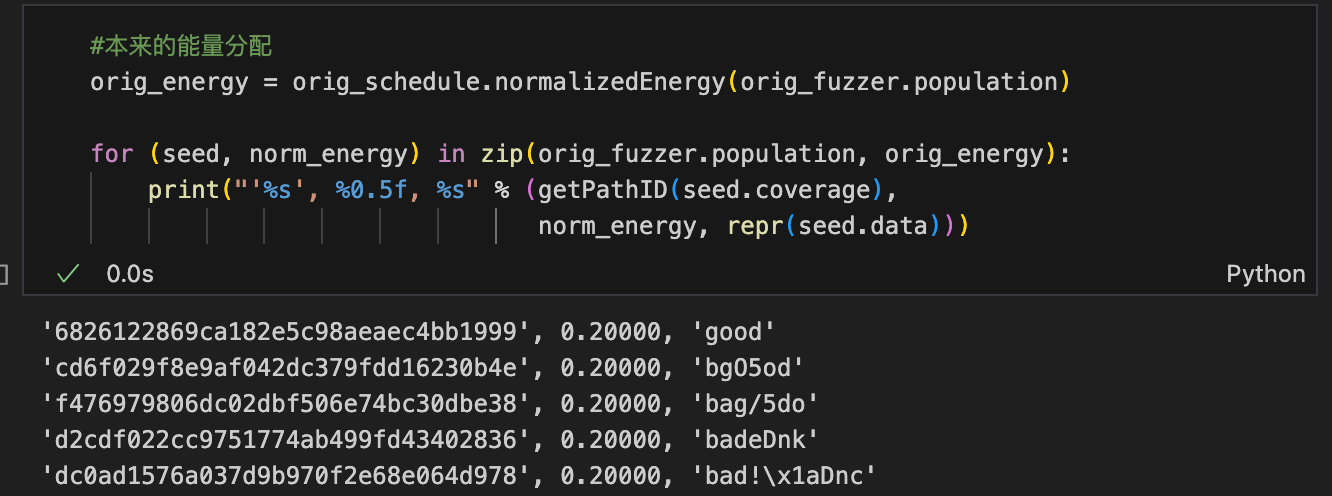 #本来的能量分配
orig_energy = orig_schedule.normalizedEnergy(orig_fuzzer.population)
for (seed, norm_energy) in zip(orig_fuzzer.population, orig_energy):
    print("'%s', %0.5f, %s" % (getPathID(seed.coverage),
                               norm_energy, repr(seed.data)))
] ✓ 0.0s Python
'6826122869ca182e5c98aeaec4bb1999', 0.20000, 'good'
'cd6f029f8e9af042dc379fdd16230b4e', 0.20000, 'bgO5od'
'f476979806dc02dbf506e74bc30dbe38', 0.20000, 'bag/5do'
'd2cdf022cc9751774ab499fd43402836', 0.20000, 'badeDnk'
'dc0ad1576a037d9b970f2e68e064d978', 0.20000, 'bad!\x1aDnc'